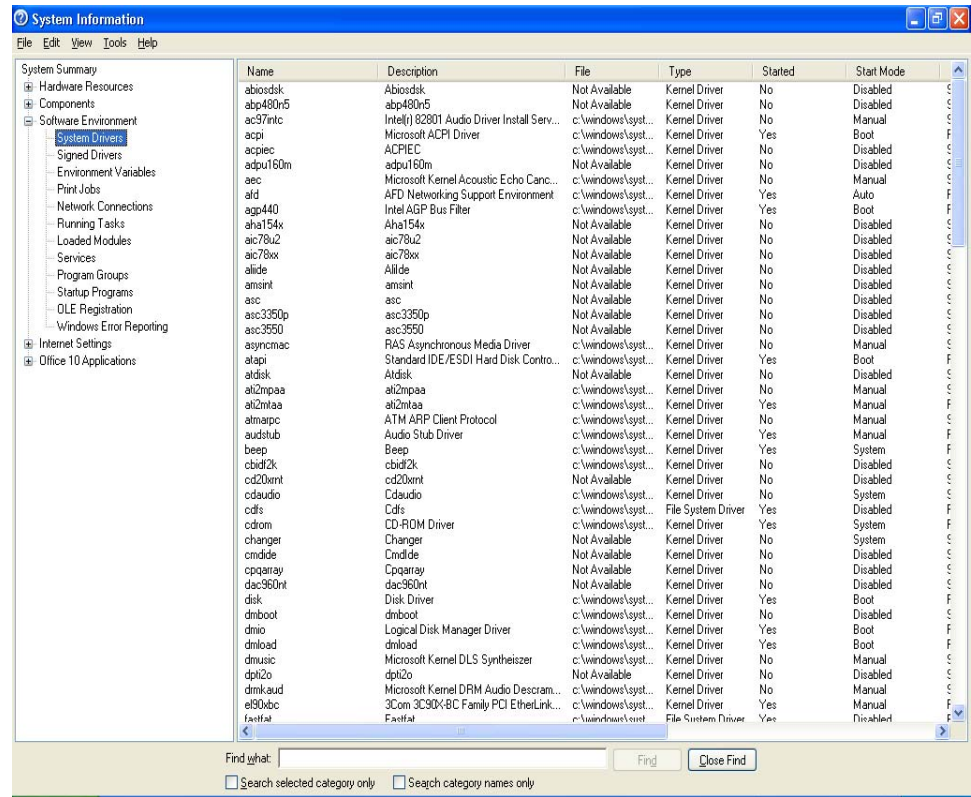 System Information
File Edit View Tools Help
System Summary
Hardware Resources
Components
Software Environment
System Drivers
Signed Drivers
Environment Variables
Print Jobs
Network Connections
Running Tasks
Loaded Modules
Services
Program Groups
Startup Programs
OLE Registration
Windows Error Reporting
Internet Settings
Office 10 Applications
Name Description File Type Started Start Mode
abiosdsk Abiosdsk Not Available Kernel Driver No Disabled
abp480n5 abp480n5 Not Available Kernel Driver No Disabled
ac97intc Intel(r) 82801 Audio Driver Install Serv... c:\windows\syst... Kernel Driver No Manual
acpi Microsoft ACPI Driver c:\windows\syst... Kernel Driver Yes Boot
acpiec ACPIEC c:\windows\syst... Kernel Driver No Disabled
adpu160m adpu160m Not Available Kernel Driver No Disabled
aec Microsoft Kernel Acoustic Echo Canc... c:\windows\syst... Kernel Driver No Manual
afd AFD Networking Support Environment c:\windows\syst... Kernel Driver Yes Auto
agp440 Intel AGP Bus Filter c:\windows\syst... Kernel Driver Yes Boot
aha154x Aha154x Not Available Kernel Driver No Disabled
aic78u2 aic78u2 Not Available Kernel Driver No Disabled
aic78xx aic78xx Not Available Kernel Driver No Disabled
aliide AliIde Not Available Kernel Driver No Disabled
amsint amsint Not Available Kernel Driver No Disabled
asc asc Not Available Kernel Driver No Disabled
asc3350p asc3350p Not Available Kernel Driver No Disabled
asc3550 asc3550 Not Available Kernel Driver No Disabled
asyncmac RAS Asynchronous Media Driver c:\windows\syst... Kernel Driver No Manual
atapi Standard IDE/ESDI Hard Disk Contro... c:\windows\syst... Kernel Driver Yes Boot
atdisk Atdisk Not Available Kernel Driver No Disabled
ati2mpaa ati2mpaa c:\windows\syst... Kernel Driver No Manual
ati2mtaa ati2mtaa c:\windows\syst... Kernel Driver Yes Manual
atmarpc ATM ARP Client Protocol c:\windows\syst... Kernel Driver No Manual
audstub Audio Stub Driver c:\windows\syst... Kernel Driver Yes Manual
beep Beep c:\windows\syst... Kernel Driver Yes System
cbidf2k cbidf2k c:\windows\syst... Kernel Driver No Disabled
cd20xrnt cd20xrnt Not Available Kernel Driver No Disabled
cdaudio Cdaudio c:\windows\syst... Kernel Driver No System
cdfs Cdfs c:\windows\syst... File System Driver Yes Disabled
cdrom CD-ROM Driver c:\windows\syst... Kernel Driver Yes System
changer Changer Not Available Kernel Driver No System
cmdide CmdIde Not Available Kernel Driver No Disabled
cpqarray Cpqarray Not Available Kernel Driver No Disabled
dac960nt dac960nt Not Available Kernel Driver No Disabled
disk Disk Driver c:\windows\syst... Kernel Driver Yes Boot
dmboot dmboot c:\windows\syst... Kernel Driver No Disabled
dmio Logical Disk Manager Driver c:\windows\syst... Kernel Driver Yes Boot
dmload dmload c:\windows\syst... Kernel Driver Yes Boot
dmusic Microsoft Kernel DLS Syntheiszer c:\windows\syst... Kernel Driver No Manual
dpti2o dpti2o Not Available Kernel Driver No Disabled
drmkaud Microsoft Kernel DRM Audio Descram... c:\windows\syst... Kernel Driver No Manual
el90xbc 3Com 3C90X-BC Family PCI EtherLink... c:\windows\syst... Kernel Driver Yes Manual
fastfat Fastfat c:\windows\syst... File System Driver Yes Disabled
Find what: Find Close Find
Search selected category only Search category names only